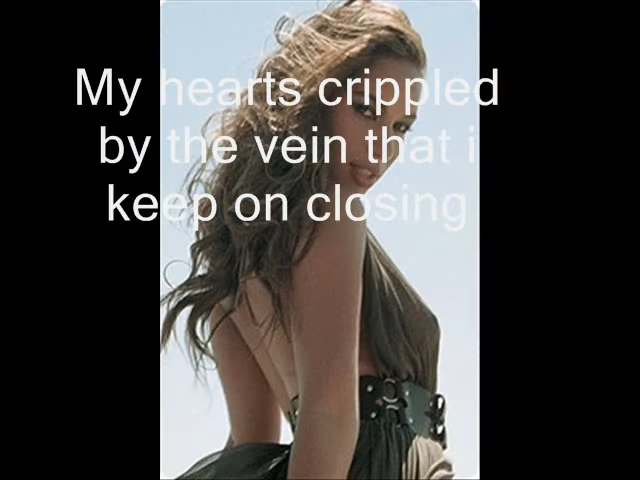 My hearts crippled
by the vein that i
keep on closing